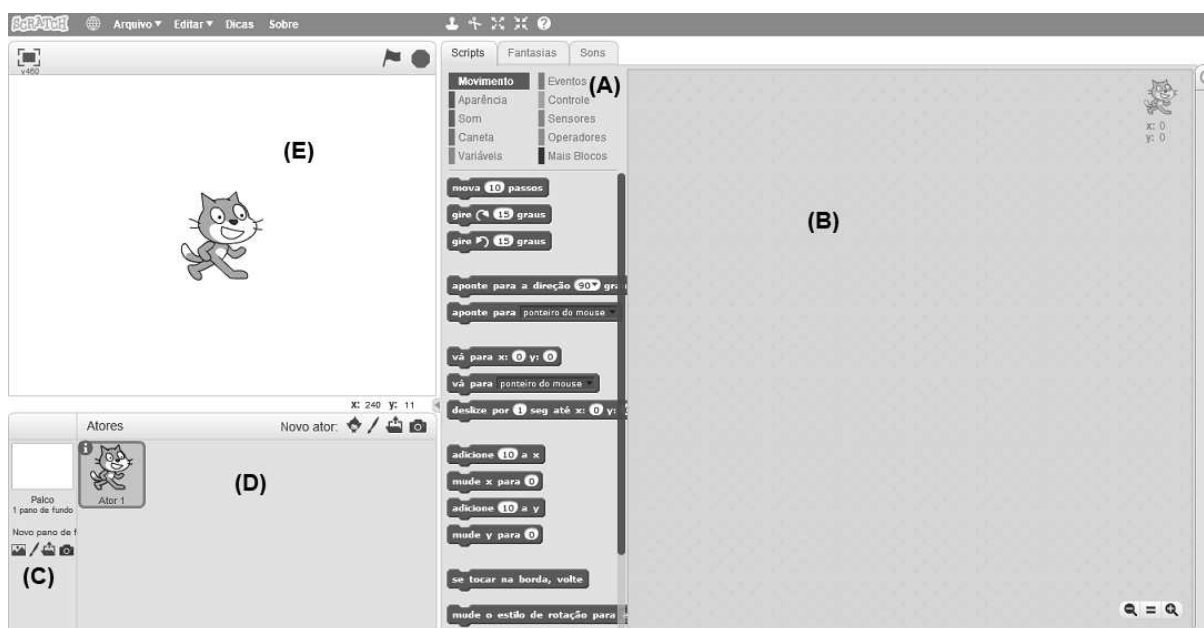 SCRATCH Arquivo Editar Dicas Sobre
v460
(E)
X: 240 y: 11
Atores Novo ator:
Palco
1 pano de fundo
Novo pano de f
(C)
Ator 1
(D)
Scripts Fantasias Sons
Movimento Eventos (A)
Aparência Controle
Som Sensores
Caneta Operadores
Variáveis Mais Blocos
mova 10 passos
gire 15 graus
gire 15 graus
aponte para a direção 90
aponte para ponteiro do mouse
vá para x: 0 y: 0
vá para ponteiro do mouse
deslize por 1 seg até x: 0 y:
adicione 10 a x
mude x para 0
adicione 10 a y
mude y para 0
se tocar na borda, volte
mude o estilo de rotação para
(B)
x: 0
y: 0